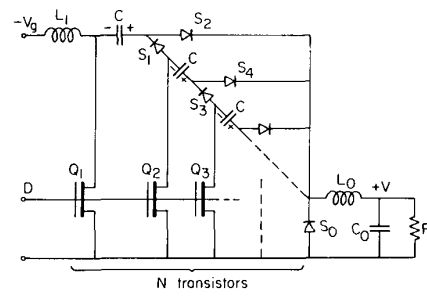 -Vg L1 - C + S2
S1 C S4
- +
S3 C
- +
Q1 Q2 Q3
D L0 +V
S0 C0 R
N transistors